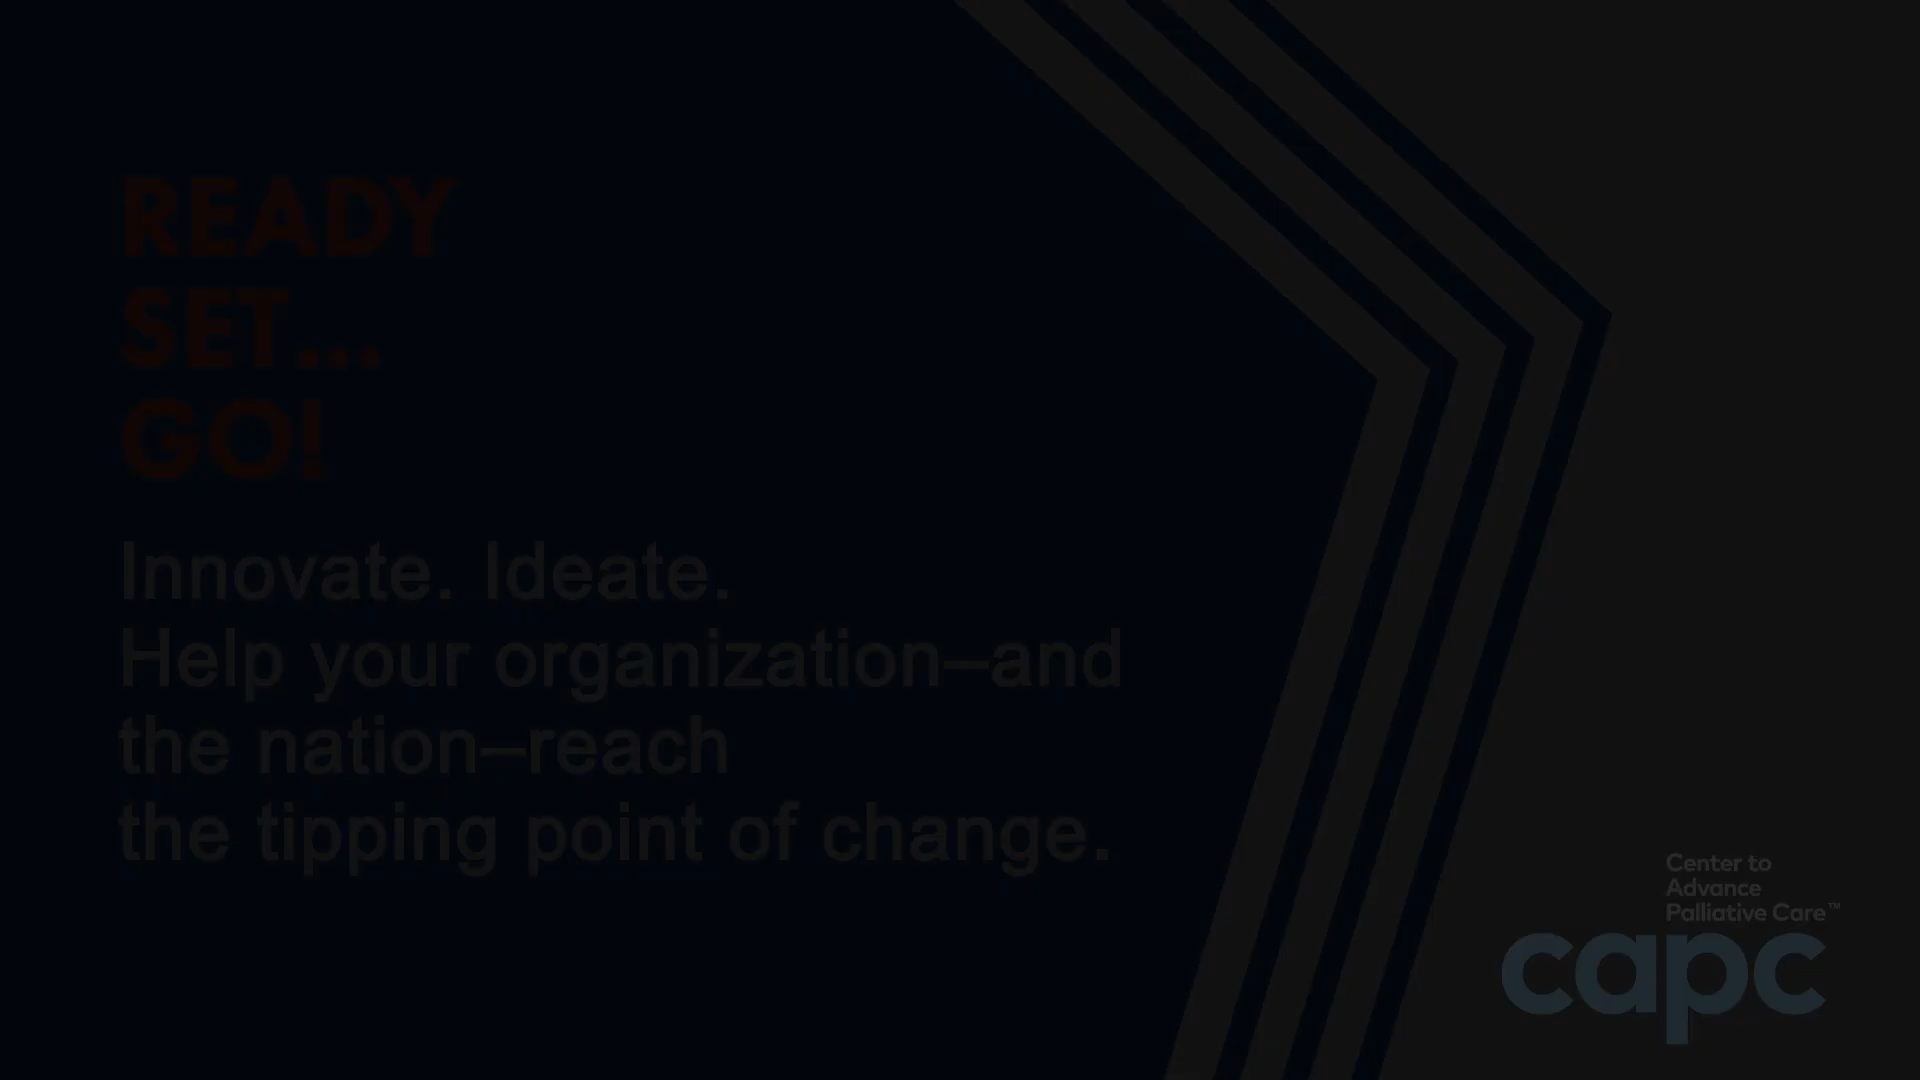 READY
SET...
GO!
Innovate. Ideate.
Help your organization–and
the nation–reach
the tipping point of change.
Center to
Advance
Palliative Care™
capc